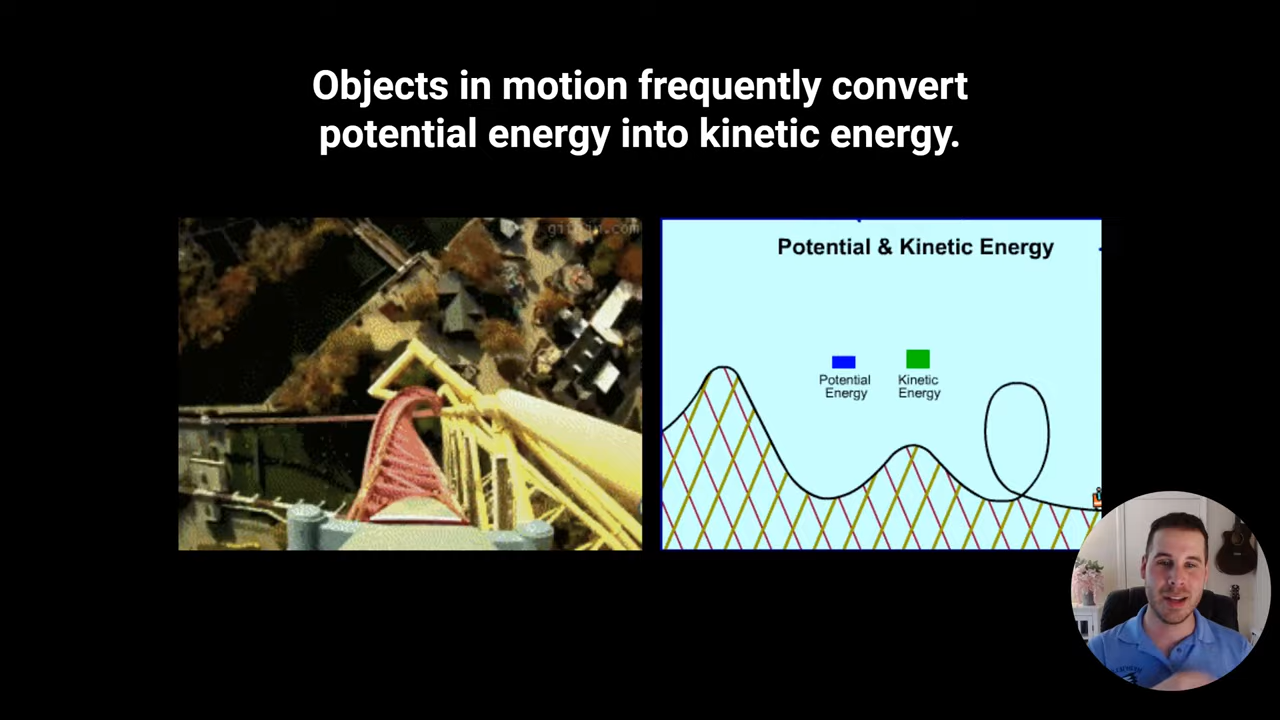 Objects in motion frequently convert
potential energy into kinetic energy.
Potential & Kinetic Energy
Potential
Energy
Kinetic
Energy